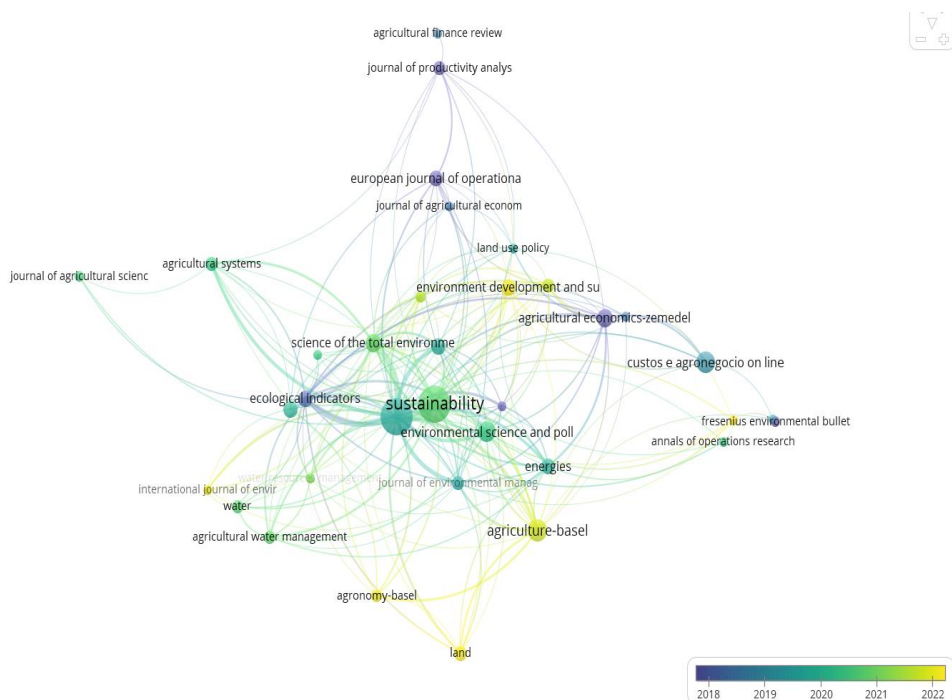 agricultural finance review
journal of productivity analys
european journal of operationa
journal of agricultural econom
land use policy
agricultural systems
journal of agricultural scienc
environment development and su
agricultural economics-zemedel
science of the total environme
custos e agronegocio on line
ecological indicators
sustainability
fresenius environmental bullet
environmental science and poll
annals of operations research
energies
water resources management
journal of environmental manag
international journal of envir
water
agriculture-basel
agricultural water management
agronomy-basel
land
2018 2019 2020 2021 2022